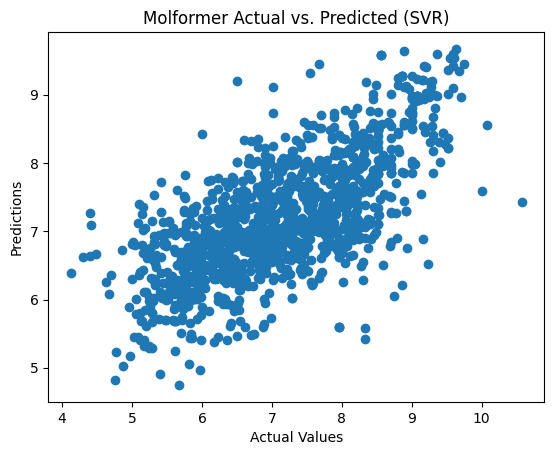 Molformer Actual vs. Predicted (SVR)
Predictions
9
8
7
6
5
4 5 6 7 8 9 10
Actual Values